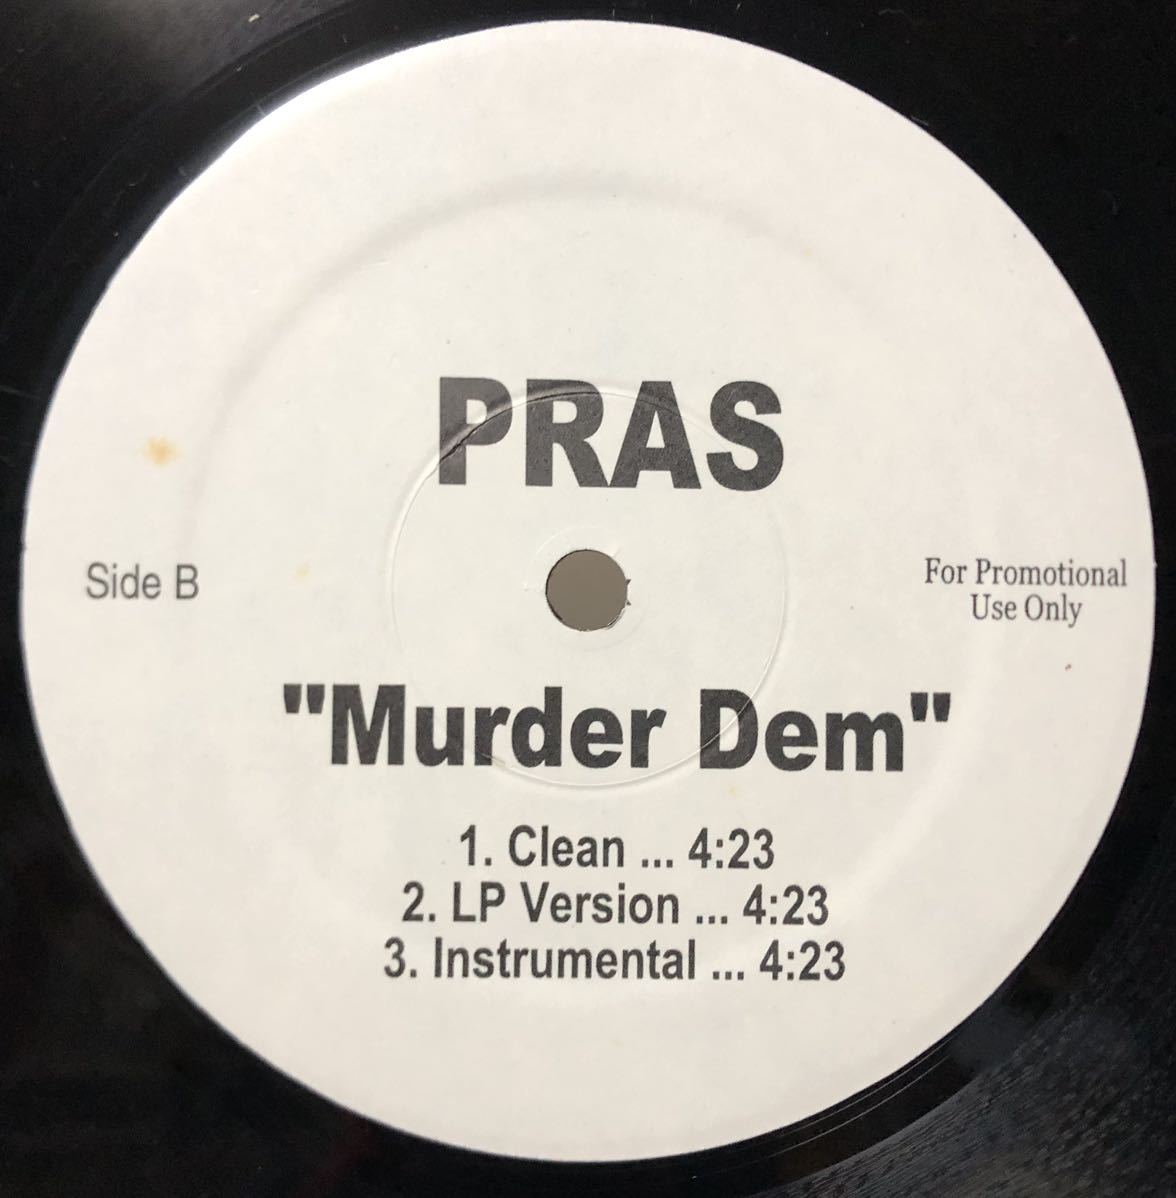 PRAS
Side B
For Promotional
Use Only
"Murder Dem"
1. Clean ... 4:23
2. LP Version ... 4:23
3. Instrumental ... 4:23